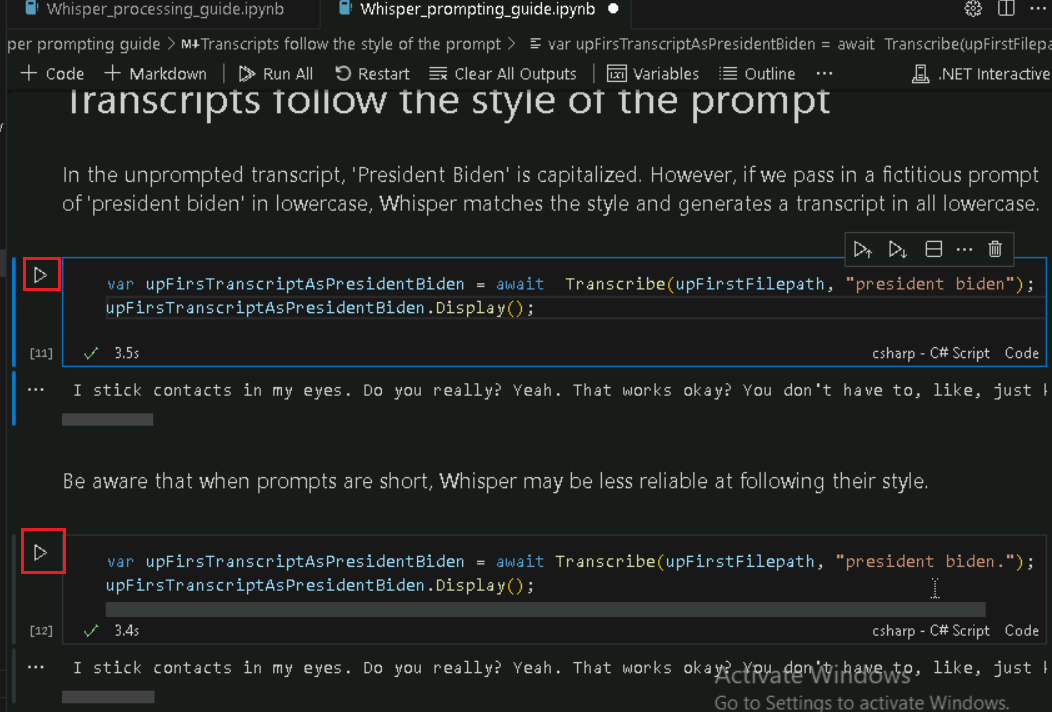 Whisper_processing_guide.ipynb
Whisper_prompting_guide.ipynb
per prompting guide > M↓Transcripts follow the style of the prompt > var upFirsTranscriptAsPresidentBiden = await Transcribe(upFirstFilepa
+ Code + Markdown Run All Restart Clear All Outputs Variables Outline ... .NET Interactive
Transcripts follow the style of the prompt
In the unprompted transcript, 'President Biden' is capitalized. However, if we pass in a fictitious prompt
of 'president biden' in lowercase, Whisper matches the style and generates a transcript in all lowercase.
var upFirsTranscriptAsPresidentBiden = await  Transcribe(upFirstFilepath, "president biden");
upFirsTranscriptAsPresidentBiden.Display();
[11] 3.5s csharp - C# Script Code
... I stick contacts in my eyes. Do you really? Yeah. That works okay? You don't have to, like, just
Be aware that when prompts are short, Whisper may be less reliable at following their style.
var upFirsTranscriptAsPresidentBiden = await Transcribe(upFirstFilepath, "president biden.");
upFirsTranscriptAsPresidentBiden.Display();
[12] 3.4s csharp - C# Script Code
... I stick contacts in my eyes. Do you really? Yeah. That works okay? You don't have to, like, just
Activate Windows
Go to Settings to activate Windows.